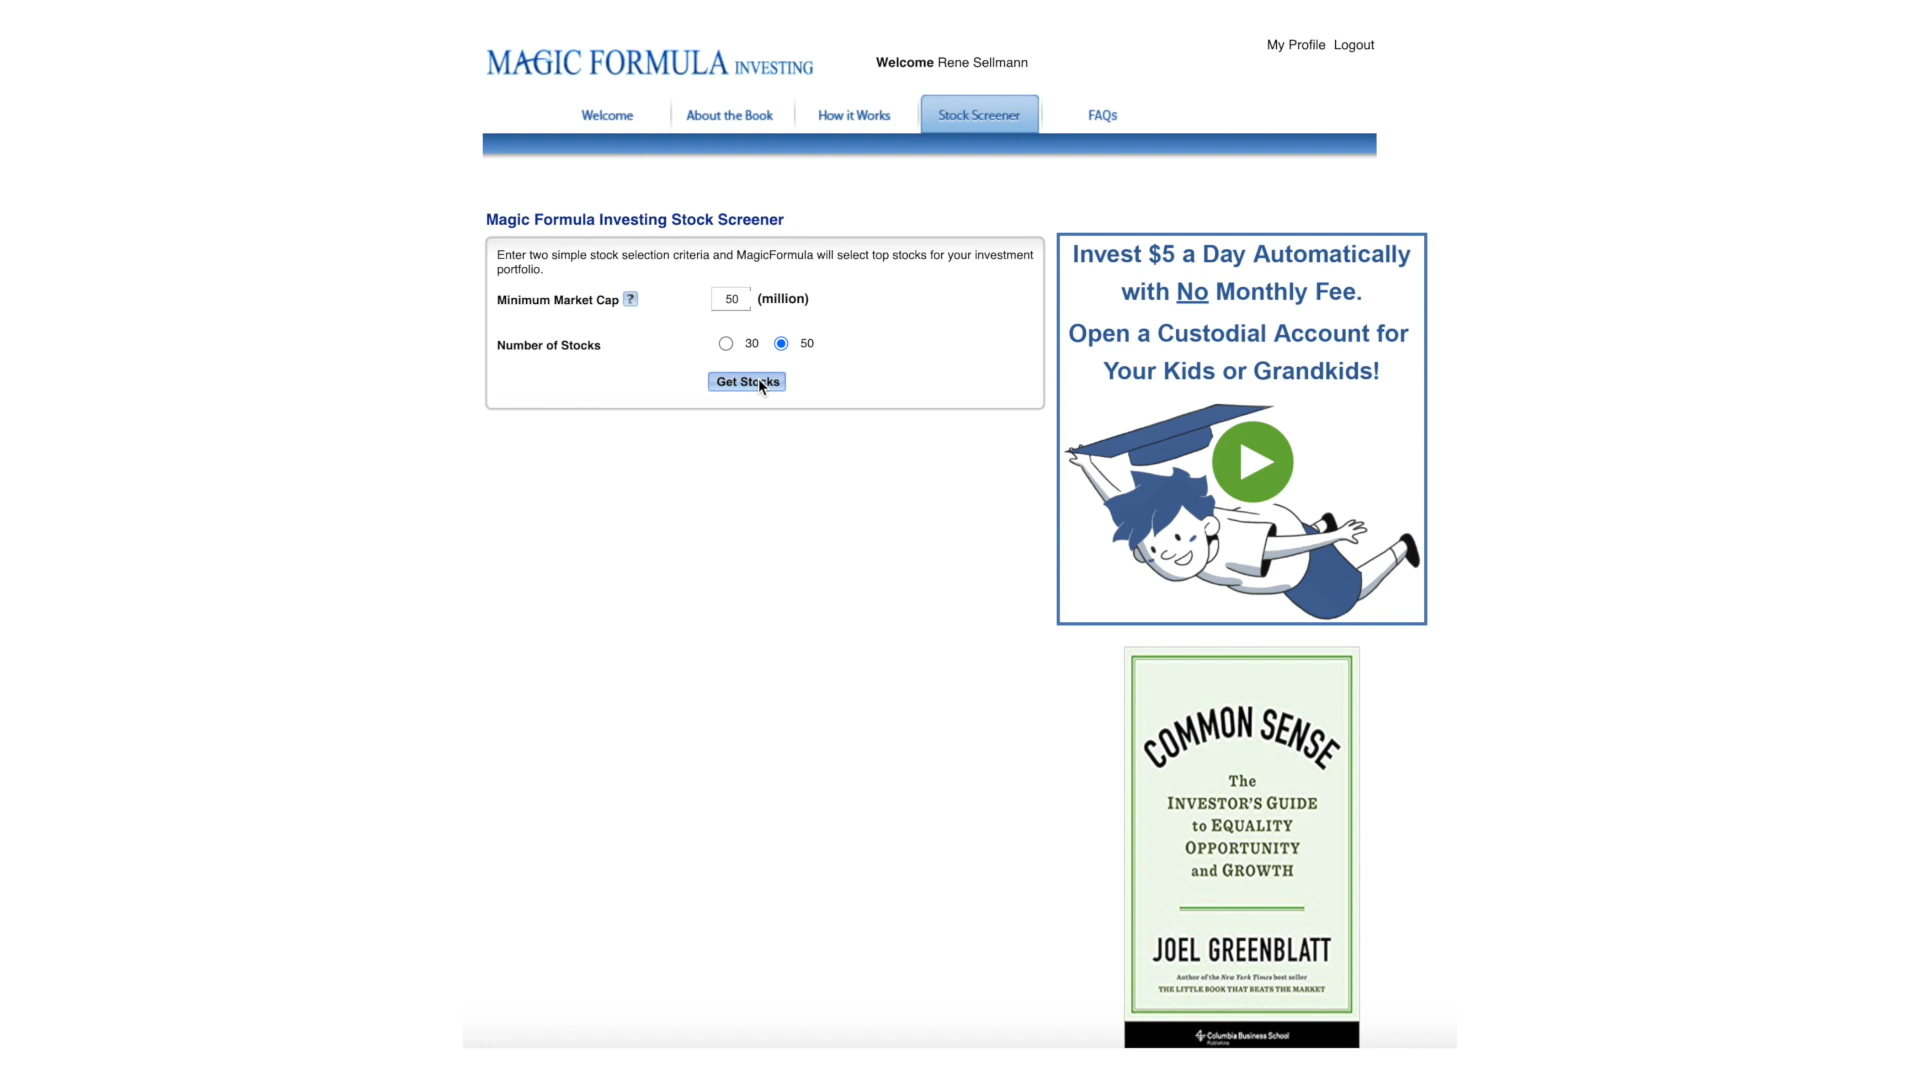 My Profile Logout
MAGIC FORMULA INVESTING
Welcome Rene Sellmann
Welcome
About the Book
How it Works
Stock Screener
FAQs
Magic Formula Investing Stock Screener
Enter two simple stock selection criteria and MagicFormula will select top stocks for your investment
portfolio.
Minimum Market Cap ? 50 (million)
Number of Stocks 30 50
Get Stocks
Invest $5 a Day Automatically
with No Monthly Fee.
Open a Custodial Account for
Your Kids or Grandkids!
COMMON SENSE
The
INVESTOR'S GUIDE
to EQUALITY
OPPORTUNITY
and GROWTH
JOEL GREENBLATT
Author of the New York Times best seller
THE LITTLE BOOK THAT BEATS THE MARKET
Columbia Business School
Publishing